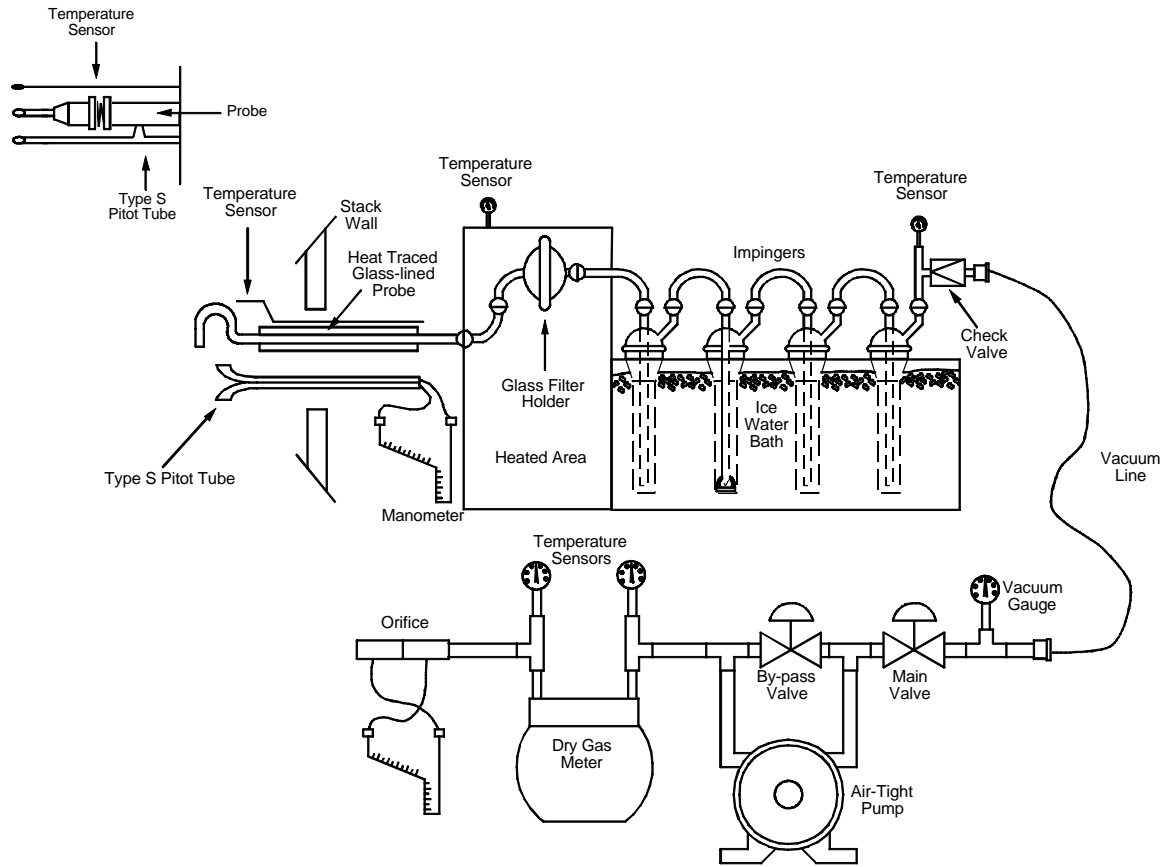 Temperature
Sensor
Probe
Type S
Pitot Tube
Temperature
Sensor
Stack
Wall
Heat Traced
Glass-lined
Probe
Temperature
Sensor
Impingers
Temperature
Sensor
Check
Valve
Glass Filter
Holder
Ice
Water
Bath
Heated Area
Type S Pitot Tube
Manometer
Vacuum
Line
Temperature
Sensors
Vacuum
Gauge
Orifice
By-pass
Valve
Main
Valve
Dry Gas
Meter
Air-Tight
Pump